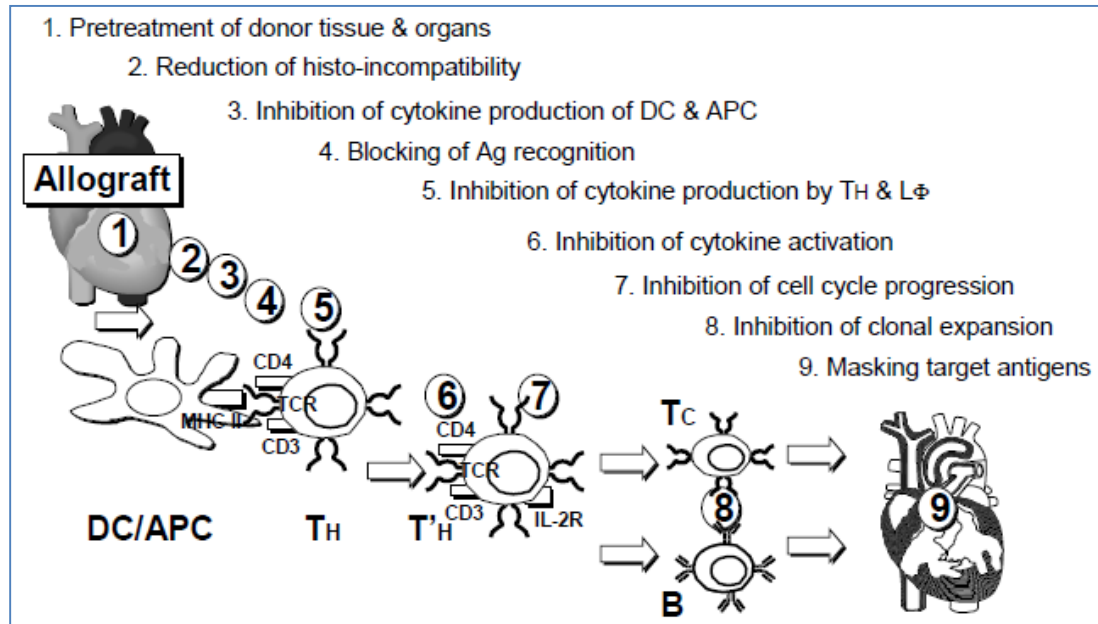 1. Pretreatment of donor tissue & organs
2. Reduction of histo-incompatibility
3. Inhibition of cytokine production of DC & APC
4. Blocking of Ag recognition
5. Inhibition of cytokine production by TH & LΦ
6. Inhibition of cytokine activation
7. Inhibition of cell cycle progression
8. Inhibition of clonal expansion
9. Masking target antigens
Allograft
1
2
3
4
5
CD4
MHC II
TCR
CD3
6
7
CD4
TCR
CD3
IL-2R
TC
8
B
9
DC/APC
TH
T'H